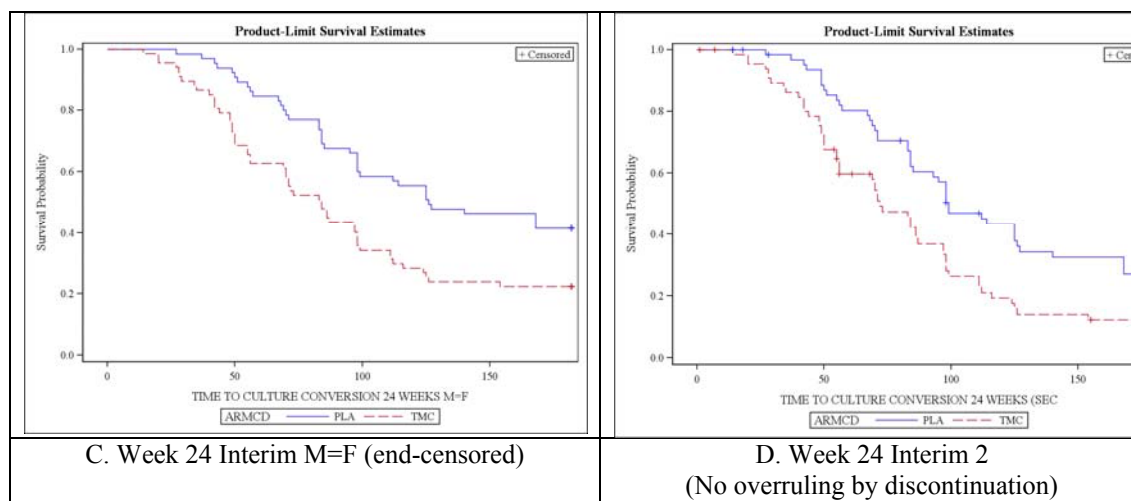 Product-Limit Survival Estimates
+ Censored
1.0
0.8
0.6
0.4
0.2
0.0
Survival Probability
0
50
100
150
TIME TO CULTURE CONVERSION 24 WEEKS M=F
ARMCD
PLA
TMC
C. Week 24 Interim M=F (end-censored)
Product-Limit Survival Estimates
+ Cen
1.0
0.8
0.6
0.4
0.2
0.0
Survival Probability
0
50
100
150
TIME TO CULTURE CONVERSION 24 WEEKS (SEC
ARMCD
PLA
TMC
D. Week 24 Interim 2
(No overruling by discontinuation)